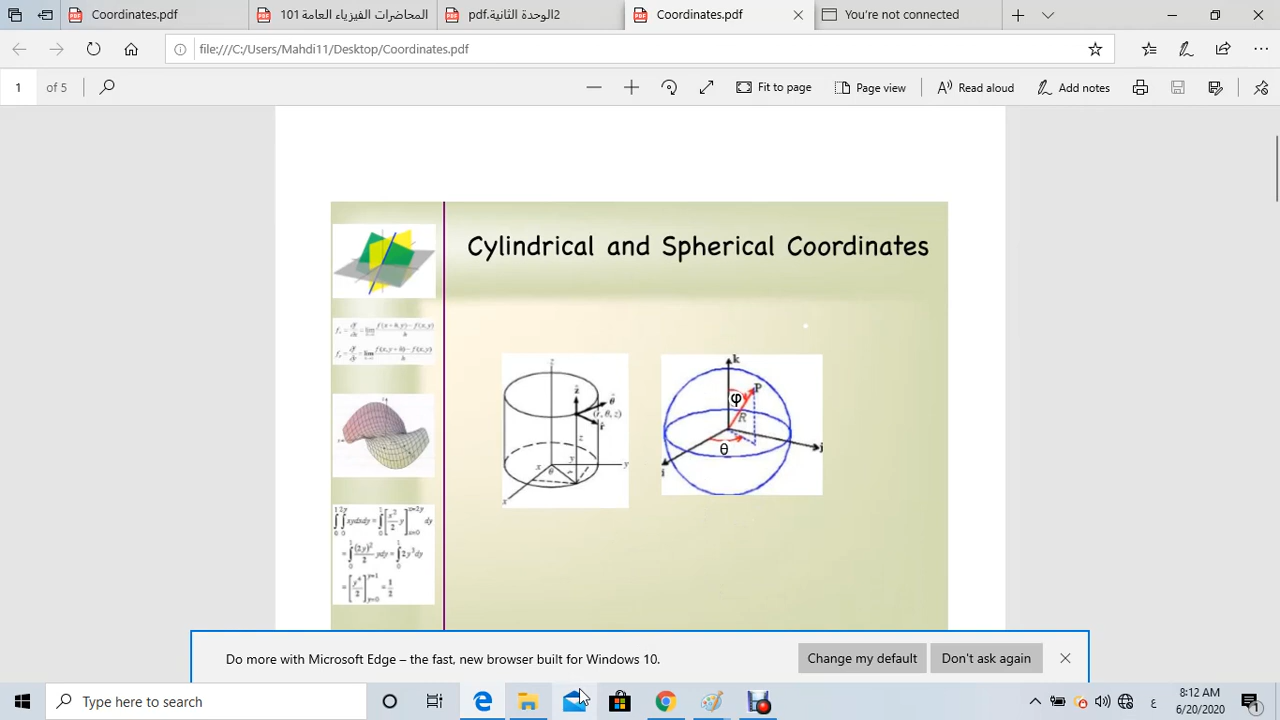 Coordinates.pdf
المحاضرات الفيزياء العامة 101
2الوحدة الثانية.pdf
Coordinates.pdf
You're not connected
file:///C:/Users/Mahdi11/Desktop/Coordinates.pdf
1 of 5
Fit to page
Page view
Read aloud
Add notes
Cylindrical and Spherical Coordinates
z
(r, θ, z)
z
x
y
θ
y
x
k
P
φ
R
θ
j
i
Do more with Microsoft Edge – the fast, new browser built for Windows 10.
Change my default
Don't ask again
Type here to search
ع
8:12 AM
6/20/2020
1